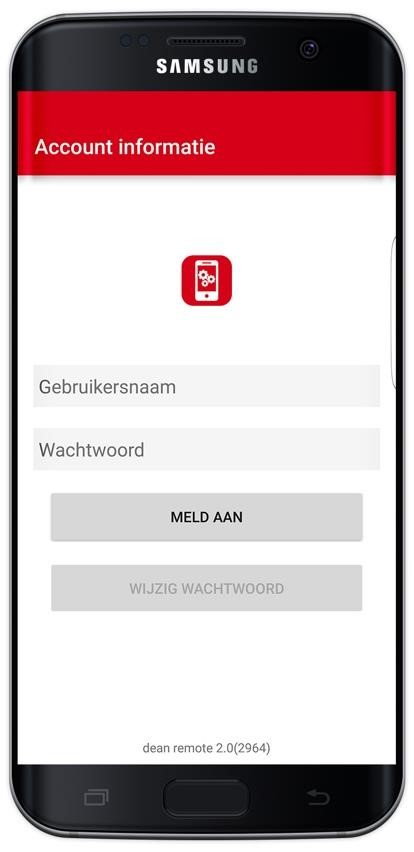 SAMSUNG
Account informatie
Gebruikersnaam
Wachtwoord
MELD AAN
WIJZIG WACHTWOORD
dean remote 2.0(2964)